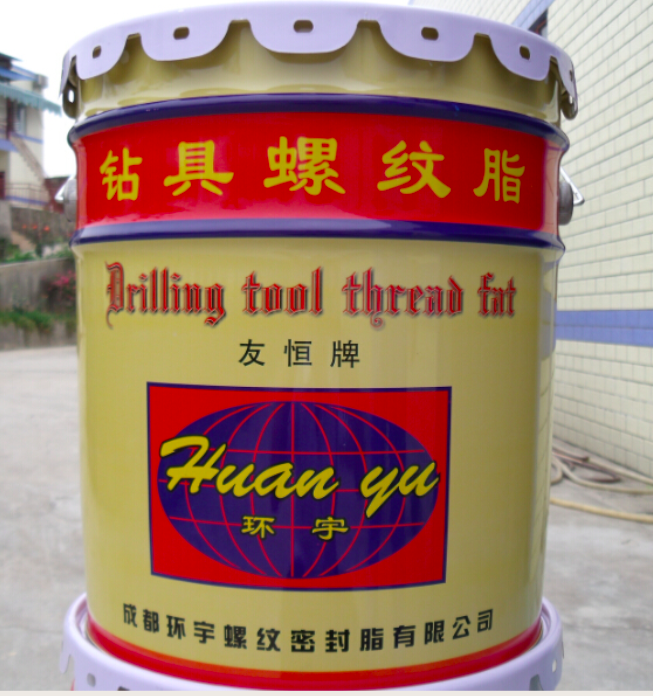 钻具螺纹脂
Drilling tool thread fat
友恒牌
Huan yu
环宇
成都环宇螺纹密封脂有限公司